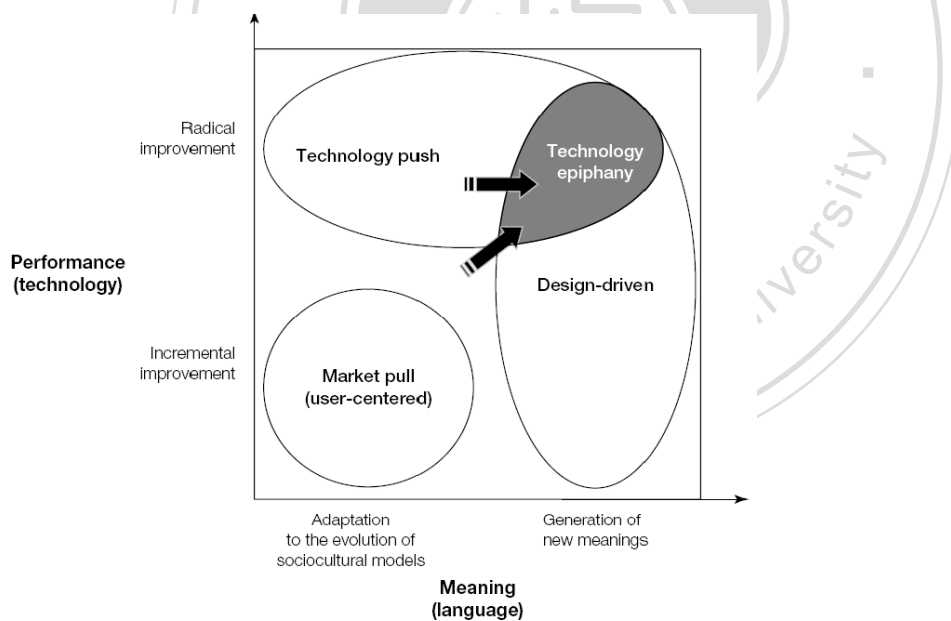 Radical
improvement
Technology push
Technology
epiphany
Performance
(technology)
Design-driven
Incremental
improvement
Market pull
(user-centered)
Adaptation
to the evolution of
sociocultural models
Generation of
new meanings
Meaning
(language)
versity